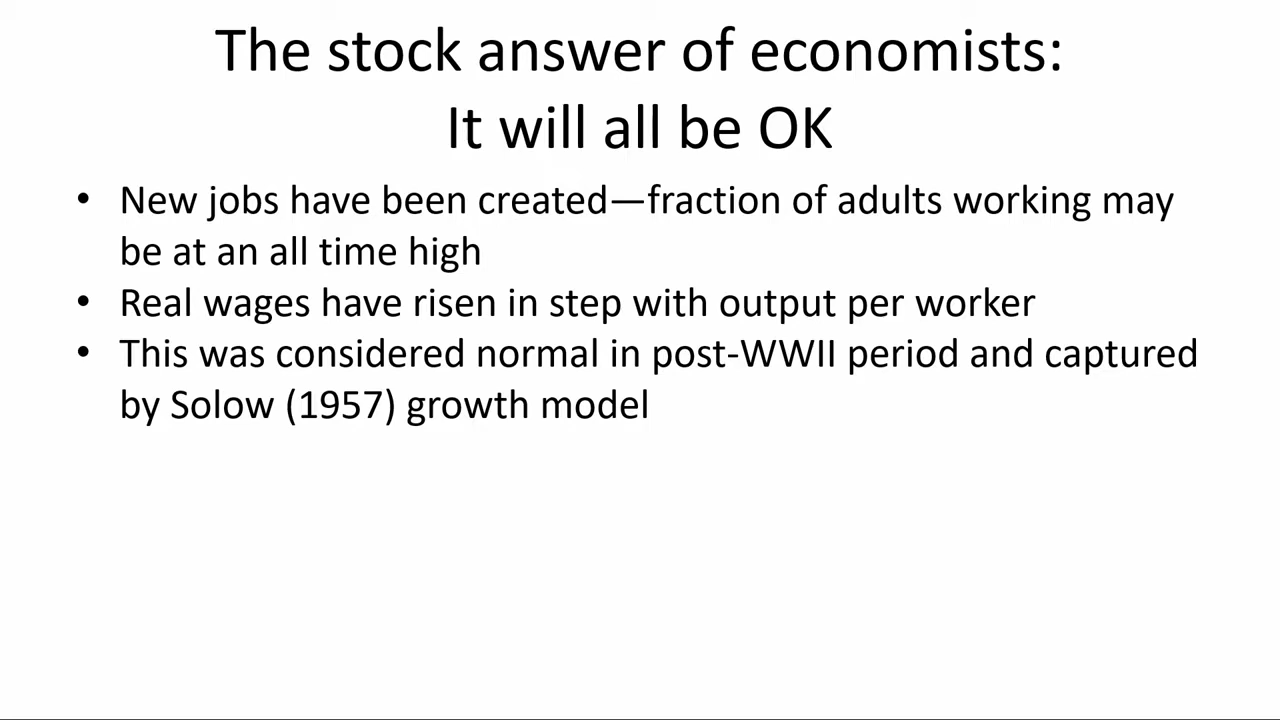 The stock answer of economists:
It will all be OK
• New jobs have been created—fraction of adults working may
be at an all time high
• Real wages have risen in step with output per worker
• This was considered normal in post-WWII period and captured
by Solow (1957) growth model